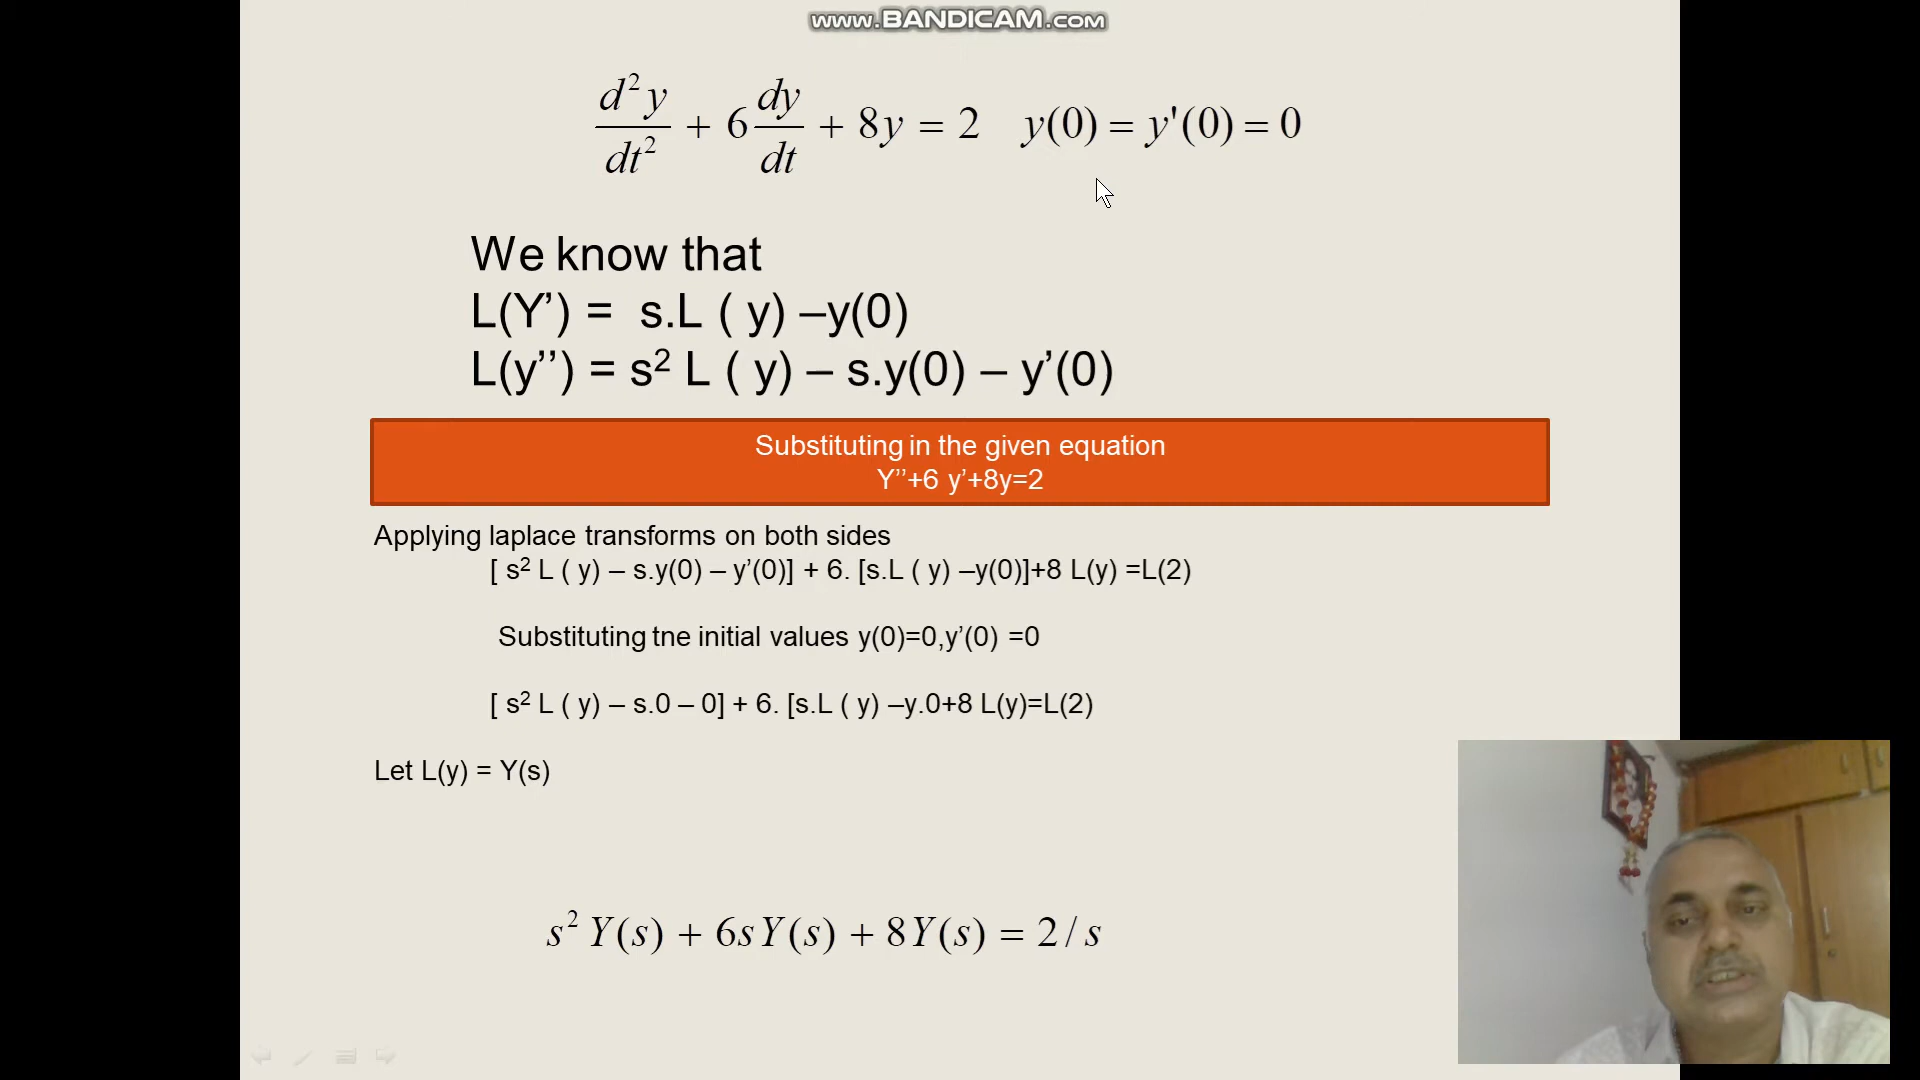 www.BANDICAM.com
d²y/dt² + 6 dy/dt + 8y = 2 y(0) = y'(0) = 0
We know that
L(Y’) = s.L ( y) –y(0)
L(y’’) = s² L ( y) – s.y(0) – y’(0)
Substituting in the given equation
Y’’+6 y’+8y=2
Applying laplace transforms on both sides
[ s² L ( y) – s.y(0) – y’(0)] + 6. [s.L ( y) –y(0)]+8 L(y) =L(2)
Substituting tne initial values y(0)=0,y’(0) =0
[ s² L ( y) – s.0 – 0] + 6. [s.L ( y) –y.0+8 L(y)=L(2)
Let L(y) = Y(s)
s² Y(s) + 6sY(s) + 8Y(s) = 2 / s